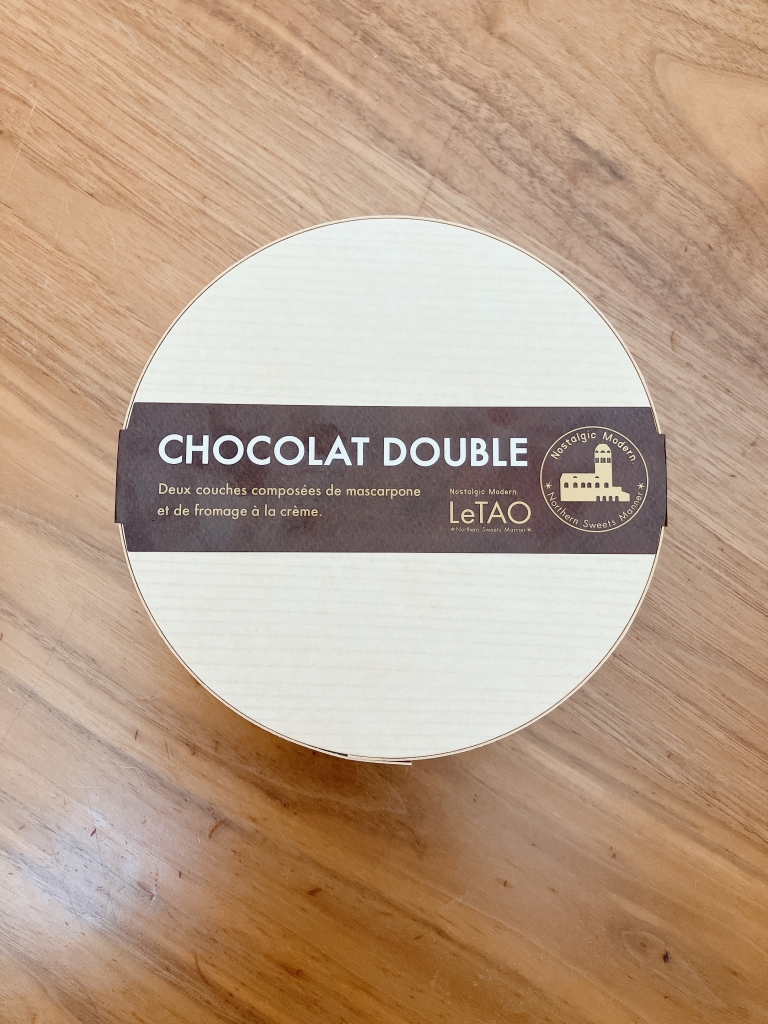 CHOCOLAT DOUBLE
Deux couches composées de mascarpone
et de fromage à la crème.
Nostalgic Modern.
LeTAO
*Northern Sweets Manner*
Nostalgic Modern.
* Northern Sweets Manner *